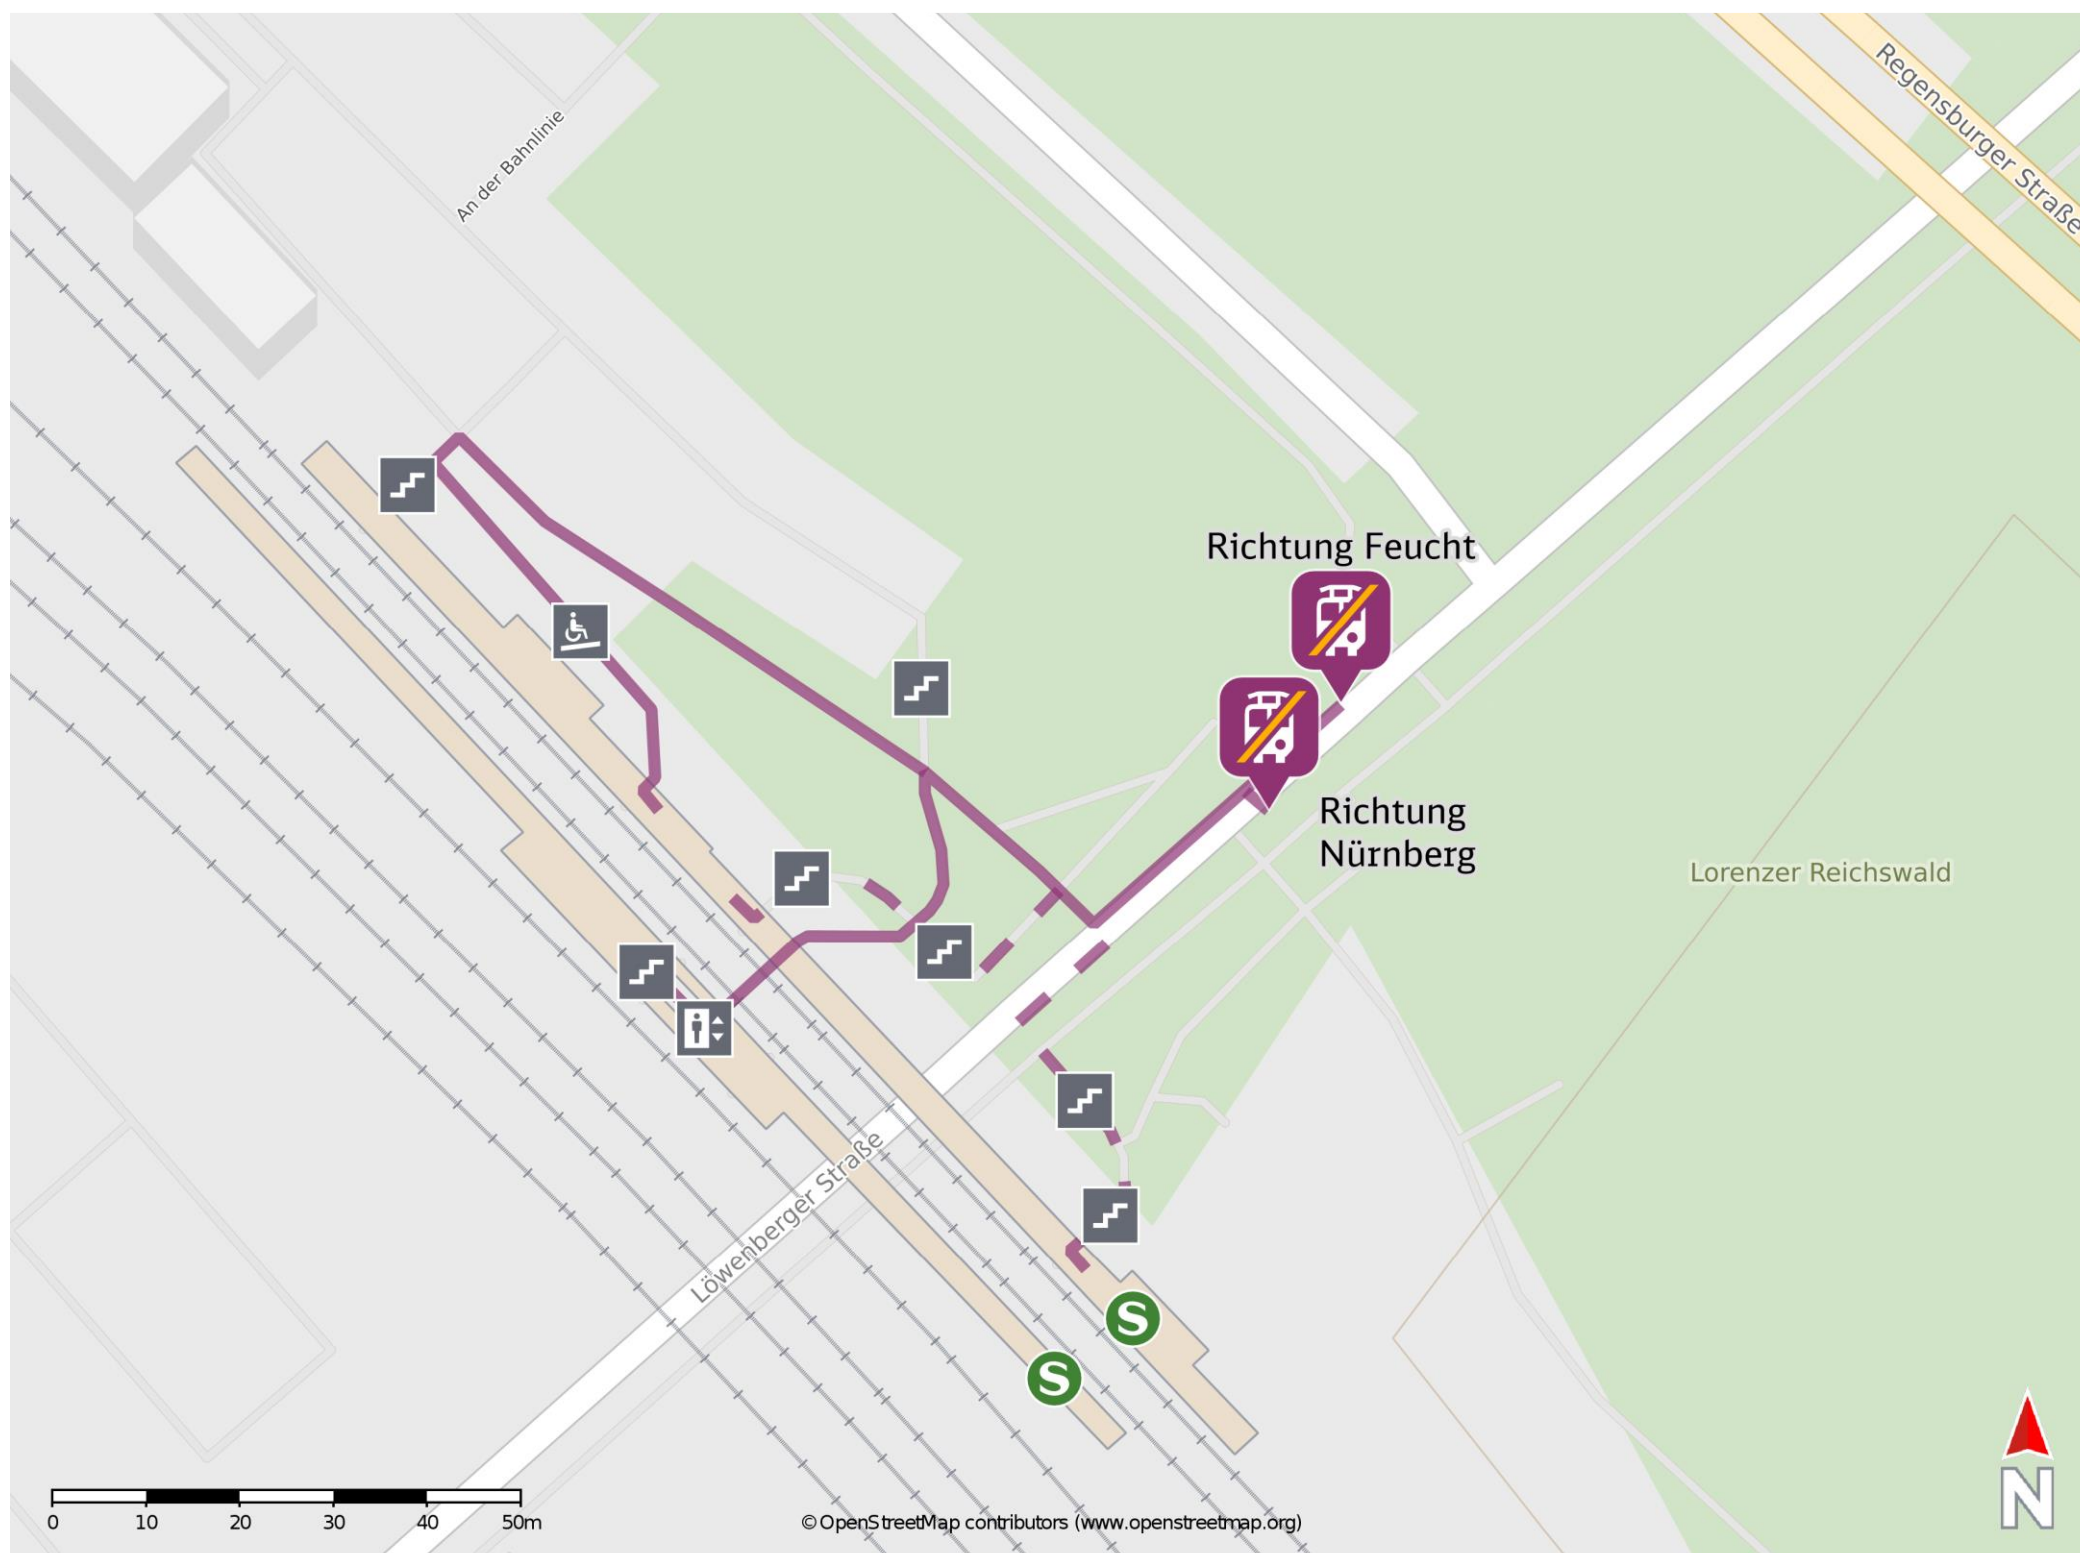 Regensburger Straße
An der Bahnlinie
Richtung Feucht
Richtung
Nürnberg
Lorenzer Reichswald
Löwenberger Straße
S
S
N
0 10 20 30 40 50m
© OpenStreetMap contributors (www.openstreetmap.org)